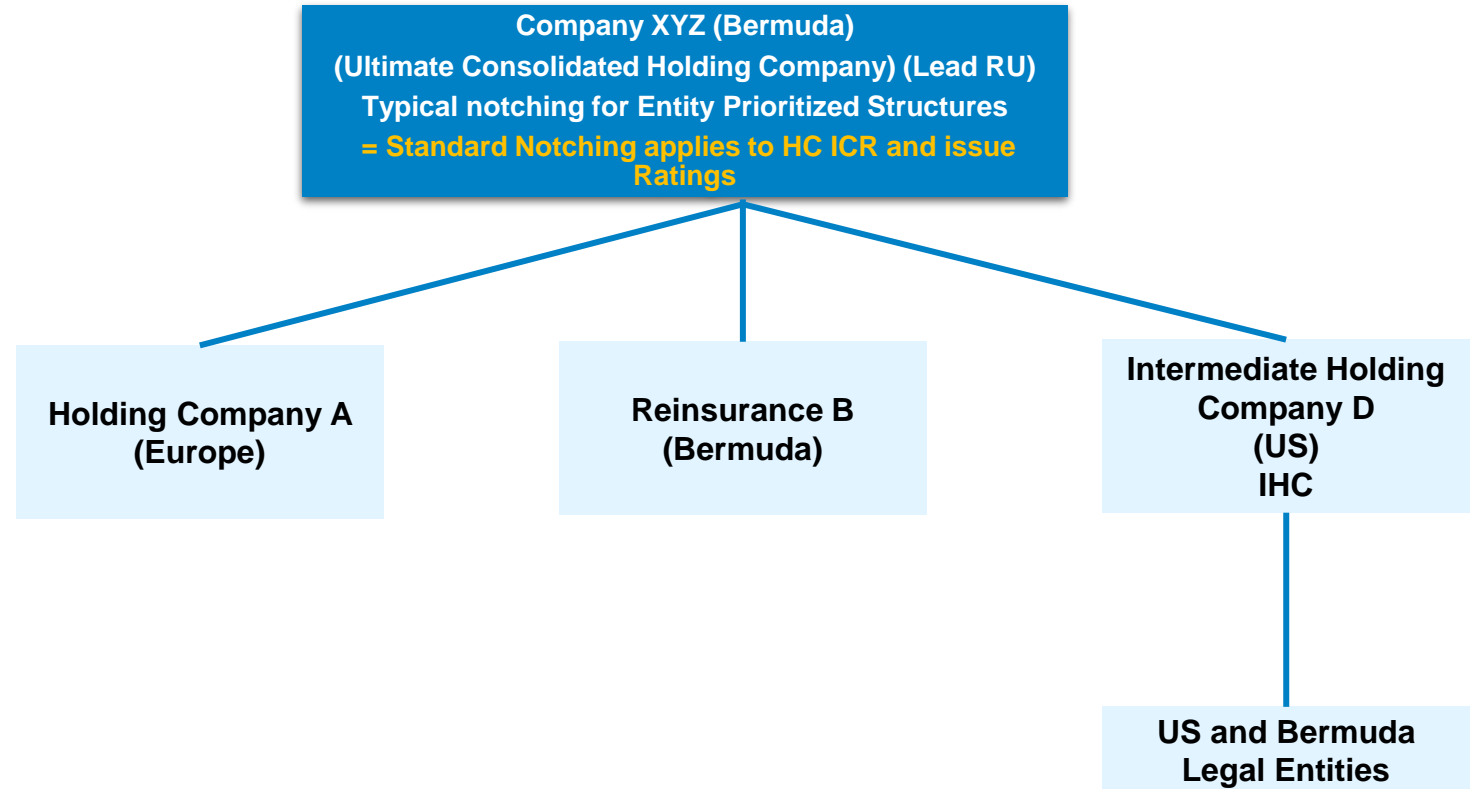 Company XYZ (Bermuda)
(Ultimate Consolidated Holding Company) (Lead RU)
Typical notching for Entity Prioritized Structures
= Standard Notching applies to HC ICR and issue
Ratings
Holding Company A
(Europe)
Reinsurance B
(Bermuda)
Intermediate Holding
Company D
(US)
IHC
US and Bermuda
Legal Entities